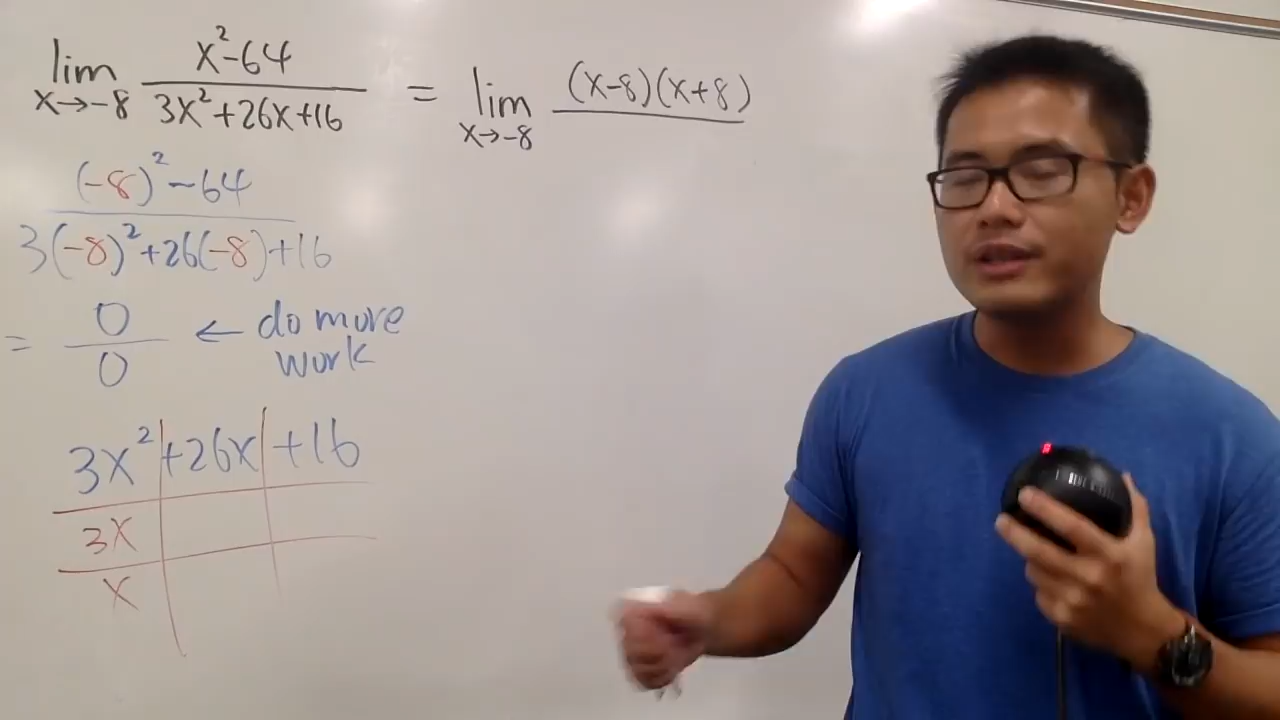 lim x→-8 x²-64 / 3x²+26x+16 = lim x→-8 (x-8)(x+8)
(-8)²-64
3(-8)²+26(-8)+16
= 0/0 ← do more work
3x² +26x +16
3x
x